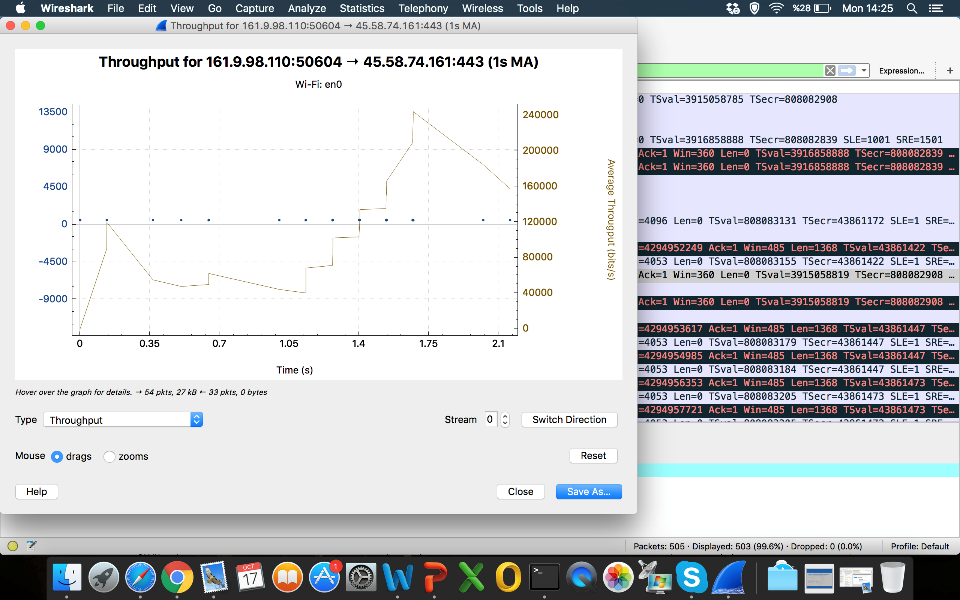 Wireshark File Edit View Go Capture Analyze Statistics Telephony Wireless Tools Help %28 Mon 14:25
Throughput for 161.9.98.110:50604 → 45.58.74.161:443 (1s MA)
Throughput for 161.9.98.110:50604 → 45.58.74.161:443 (1s MA)
Wi-Fi: en0
13500
9000
4500
0
-4500
-9000
240000
200000
160000
120000
80000
40000
0
Average Througput (bits/s)
0 0.35 0.7 1.05 1.4 1.75 2.1
Time (s)
Hover over the graph for details. → 54 pkts, 27 kB ← 33 pkts, 0 bytes
Type Throughput Stream 0 Switch Direction
Mouse drags zooms Reset
Help Close Save As...
Expression... +
0 TSval=3915058785 TSecr=808082908
0 TSval=3916858888 TSecr=808082839 SLE=1001 SRE=1501
Ack=1 Win=360 Len=0 TSval=3916858888 TSecr=808082839 …
Ack=1 Win=360 Len=0 TSval=3916858888 TSecr=808082839 …
=4096 Len=0 TSval=808083131 TSecr=43861172 SLE=1 SRE=…
=4294952249 Ack=1 Win=485 Len=1368 TSval=43861422 TSe…
=4053 Len=0 TSval=808083155 TSecr=43861422 SLE=1 SRE=…
Ack=1 Win=360 Len=0 TSval=3915058819 TSecr=808082908 …
Ack=1 Win=360 Len=0 TSval=3915058819 TSecr=808082908 …
=4294953617 Ack=1 Win=485 Len=1368 TSval=43861447 TSe…
=4053 Len=0 TSval=808083179 TSecr=43861447 SLE=1 SRE=…
=4294954985 Ack=1 Win=485 Len=1368 TSval=43861447 TSe…
=4053 Len=0 TSval=808083184 TSecr=43861447 SLE=1 SRE=…
=4294956353 Ack=1 Win=485 Len=1368 TSval=43861473 TSe…
=4053 Len=0 TSval=808083205 TSecr=43861473 SLE=1 SRE=…
=4294957721 Ack=1 Win=485 Len=1368 TSval=43861473 TSe…
Packets: 505 · Displayed: 503 (99.6%) · Dropped: 0 (0.0%) Profile: Default
OCT
17
1